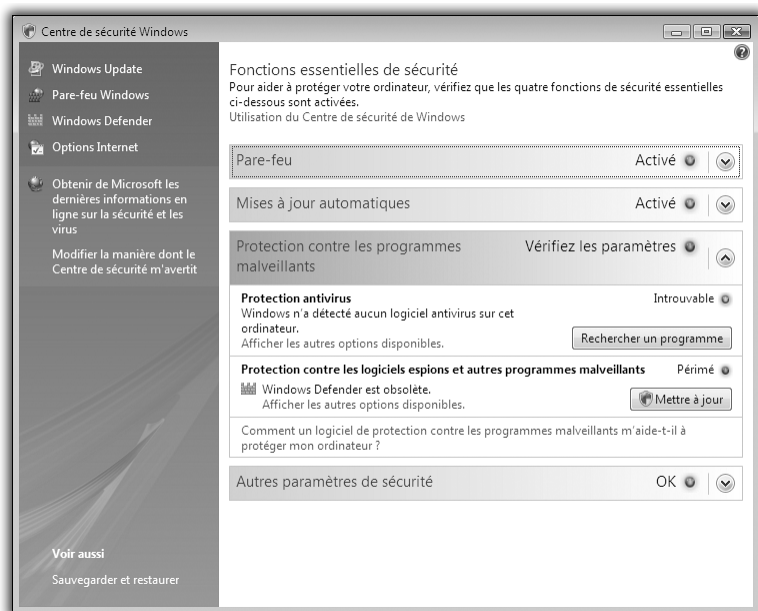 Centre de sécurité Windows
Windows Update
Pare-feu Windows
Windows Defender
Options Internet
Obtenir de Microsoft les
dernières informations en
ligne sur la sécurité et les
virus
Modifier la manière dont le
Centre de sécurité m'avertit
Voir aussi
Sauvegarder et restaurer
Fonctions essentielles de sécurité
Pour aider à protéger votre ordinateur, vérifiez que les quatre fonctions de sécurité essentielles
ci-dessous sont activées.
Utilisation du Centre de sécurité de Windows
Pare-feu Activé
Mises à jour automatiques Activé
Protection contre les programmes Vérifiez les paramètres
malveillants
Protection antivirus Introuvable
Windows n'a détecté aucun logiciel antivirus sur cet
ordinateur.
Afficher les autres options disponibles. Rechercher un programme
Protection contre les logiciels espions et autres programmes malveillants Périmé
Windows Defender est obsolète.
Afficher les autres options disponibles. Mettre à jour
Comment un logiciel de protection contre les programmes malveillants m'aide-t-il à
protéger mon ordinateur ?
Autres paramètres de sécurité OK